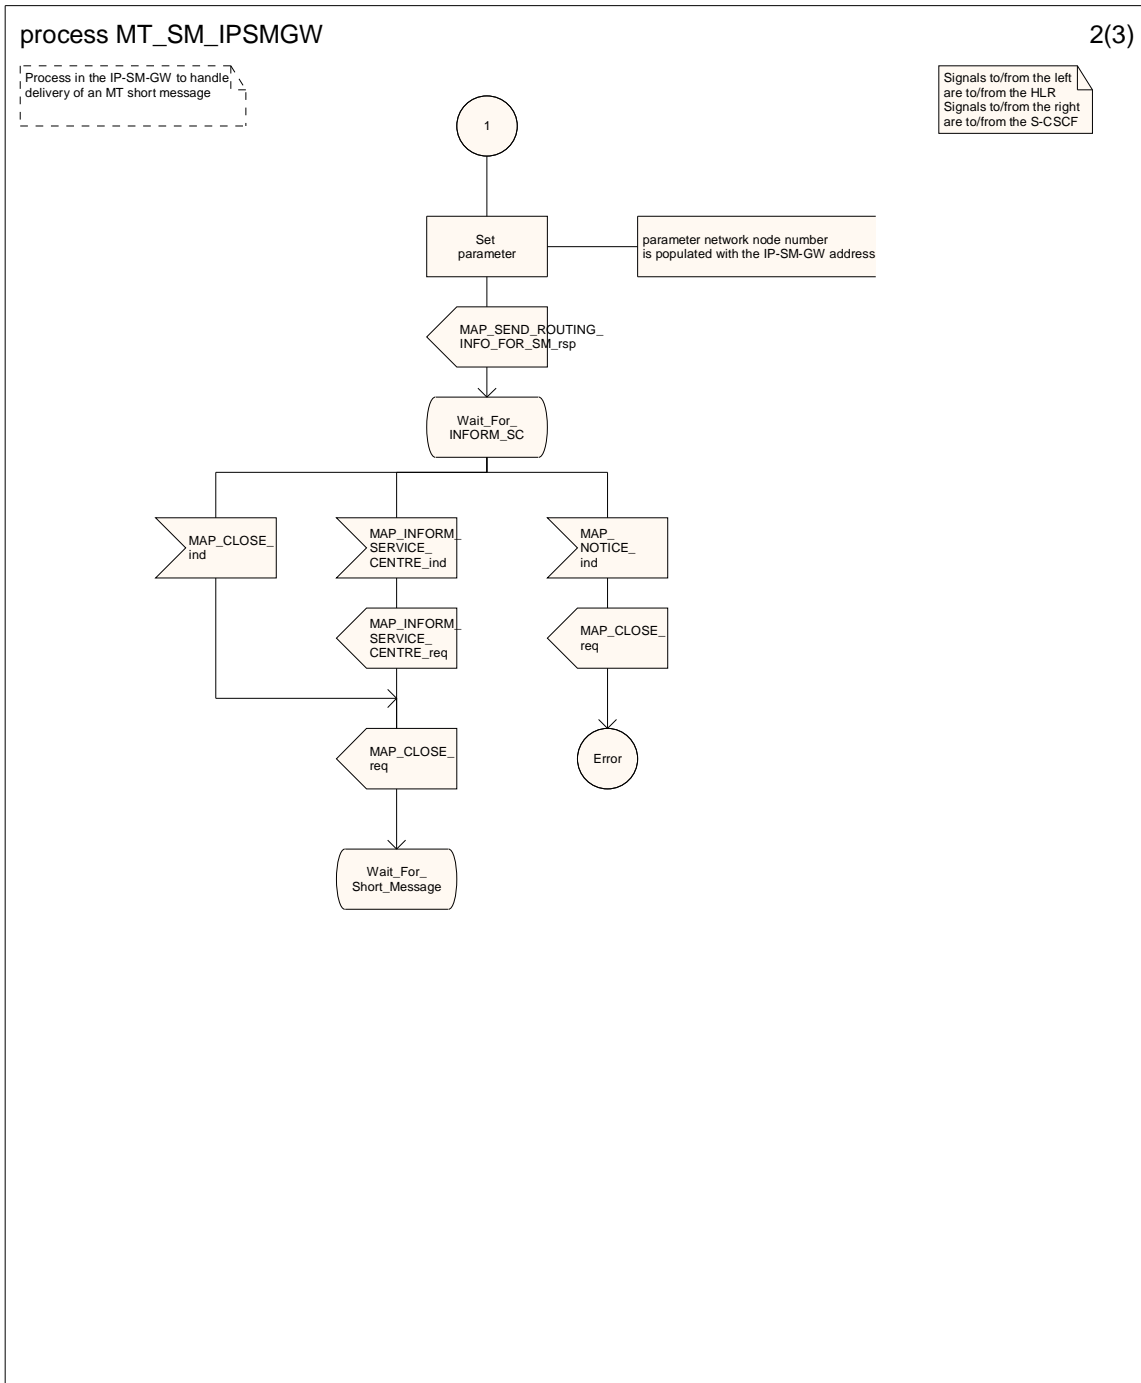 process MT_SM_IPSMGW
2(3)
Process in the IP-SM-GW to handle
delivery of an MT short message
Signals to/from the left
are to/from the HLR
Signals to/from the right
are to/from the S-CSCF
1
Set
parameter
parameter network node number
is populated with the IP-SM-GW address
MAP_SEND_ROUTING_
INFO_FOR_SM_rsp
Wait_For_
INFORM_SC
MAP_CLOSE_
ind
MAP_INFORM_
SERVICE_
CENTRE_ind
MAP_
NOTICE_
ind
MAP_INFORM_
SERVICE_
CENTRE_req
MAP_CLOSE_
req
MAP_CLOSE_
req
Error
Wait_For_
Short_Message